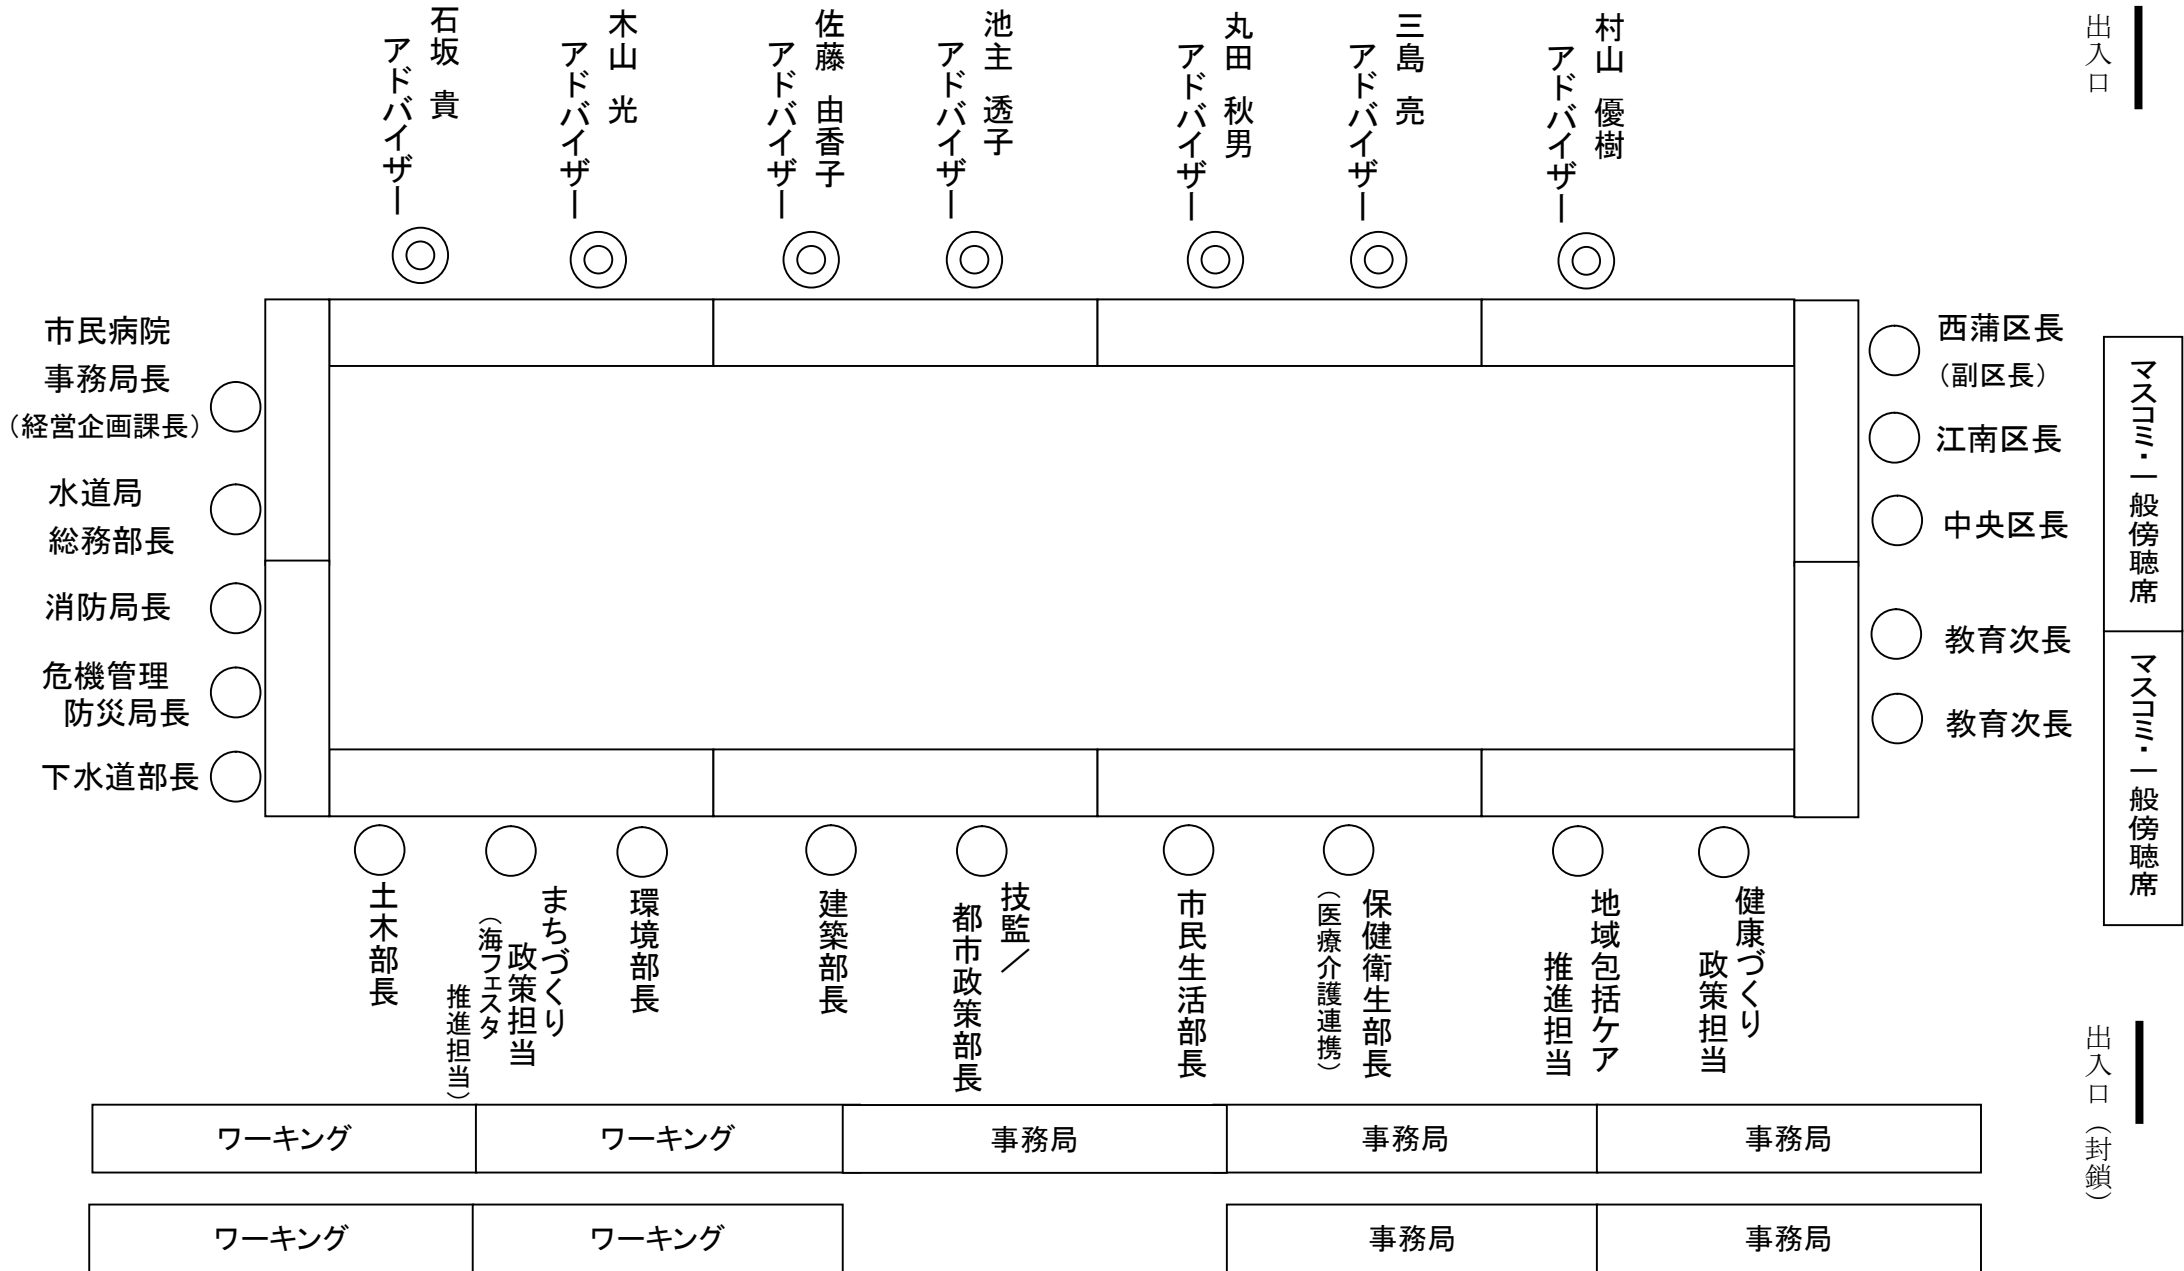 石坂 貴
アドバイザー
木山 光
アドバイザー
佐藤 由香子
アドバイザー
池主 透子
アドバイザー
丸田 秋男
アドバイザー
三島 亮
アドバイザー
村山 優樹
アドバイザー
出入口
市民病院
事務局長
（経営企画課長）
水道局
総務部長
消防局長
危機管理
防災局長
下水道部長
西蒲区長
（副区長）
江南区長
中央区長
教育次長
教育次長
マスコミ・一般傍聴席
マスコミ・一般傍聴席
土木部長
まちづくり
政策担当
（海フェスタ
推進担当）
環境部長
建築部長
技監／
都市政策部長
市民生活部長
保健衛生部長
（医療介護連携）
地域包括ケア
推進担当
健康づくり
政策担当
出入口（封鎖）
ワーキング
ワーキング
事務局
事務局
事務局
ワーキング
ワーキング
事務局
事務局